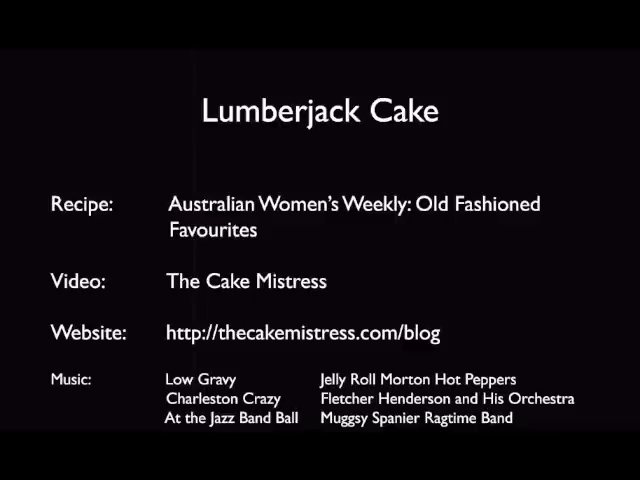 Lumberjack Cake
Recipe: Australian Women's Weekly: Old Fashioned
Favourites
Video: The Cake Mistress
Website: http://thecakemistress.com/blog
Music: Low Gravy Jelly Roll Morton Hot Peppers
Charleston Crazy Fletcher Henderson and His Orchestra
At the Jazz Band Ball Muggsy Spanier Ragtime Band